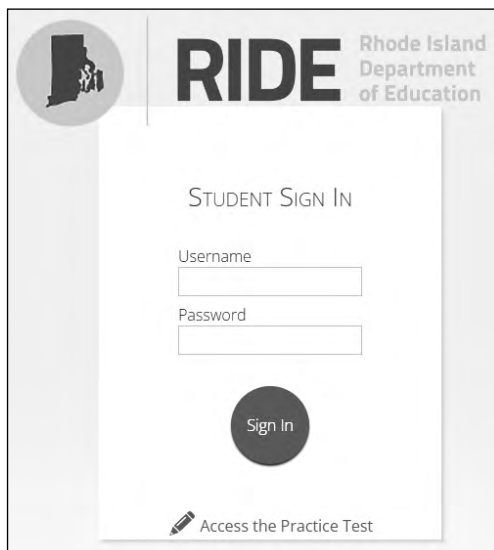 RIDE
Rhode Island
Department
of Education
STUDENT SIGN IN
Username
Password
Sign In
Access the Practice Test